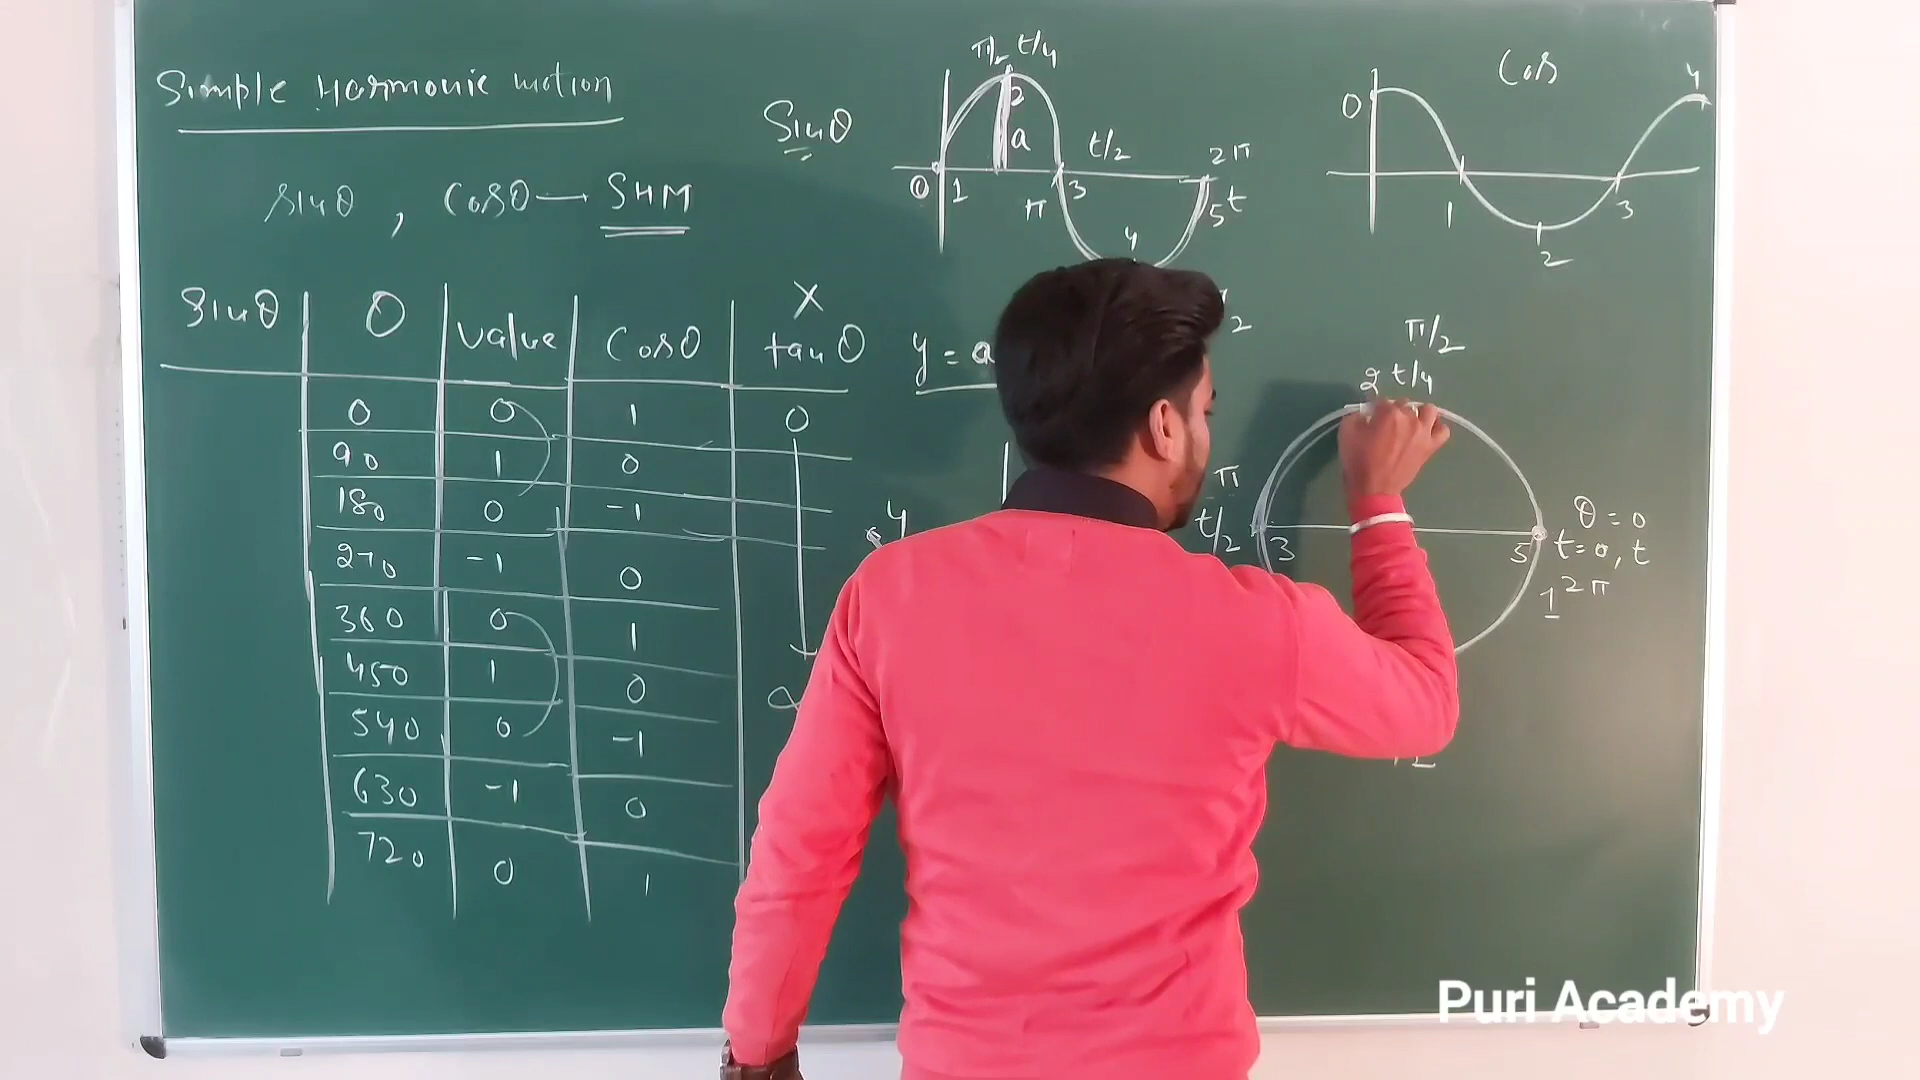 Simple Harmonic motion
sinθ , Cosθ → SHM
Sinθ
π/2 t/4
2
a
t/2
2π
0 1
π
3
5 t
4
2
Cos
0
4
1
3
2
Sinθ θ value Cosθ X tanθ
0 0 1 0
90 1 0
180 0 -1
270 -1 0
360 0 1
450 1 0
540 0 -1
630 -1 0
720 0 1
y = a
4
π/2
2 t/4
π
t/2
3
5
θ = 0
t = 0, t
1 2π
Puri Academy